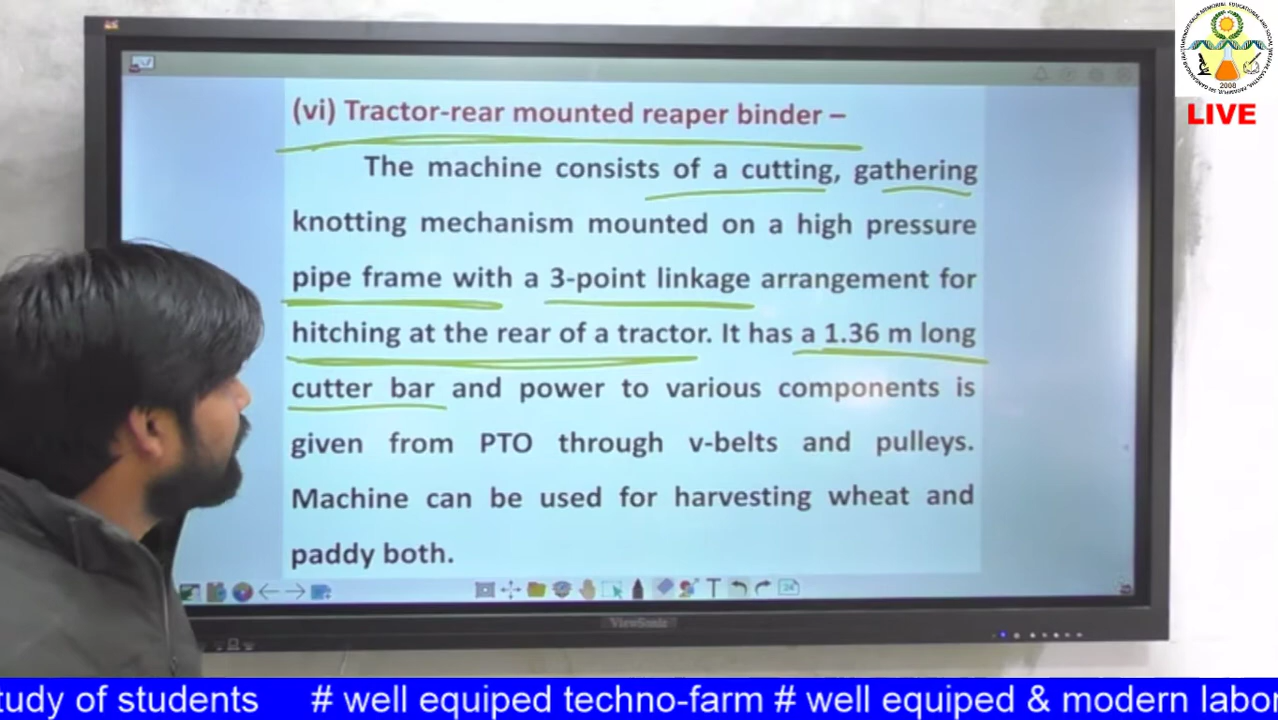 2008
LIVE
(vi) Tractor-rear mounted reaper binder –
The machine consists of a cutting, gathering
knotting mechanism mounted on a high pressure
pipe frame with a 3-point linkage arrangement for
hitching at the rear of a tractor. It has a 1.36 m long
cutter bar and power to various components is
given from PTO through v-belts and pulleys.
Machine can be used for harvesting wheat and
paddy both.
ViewSonic
tudy of students # well equiped techno-farm # well equiped & modern labor